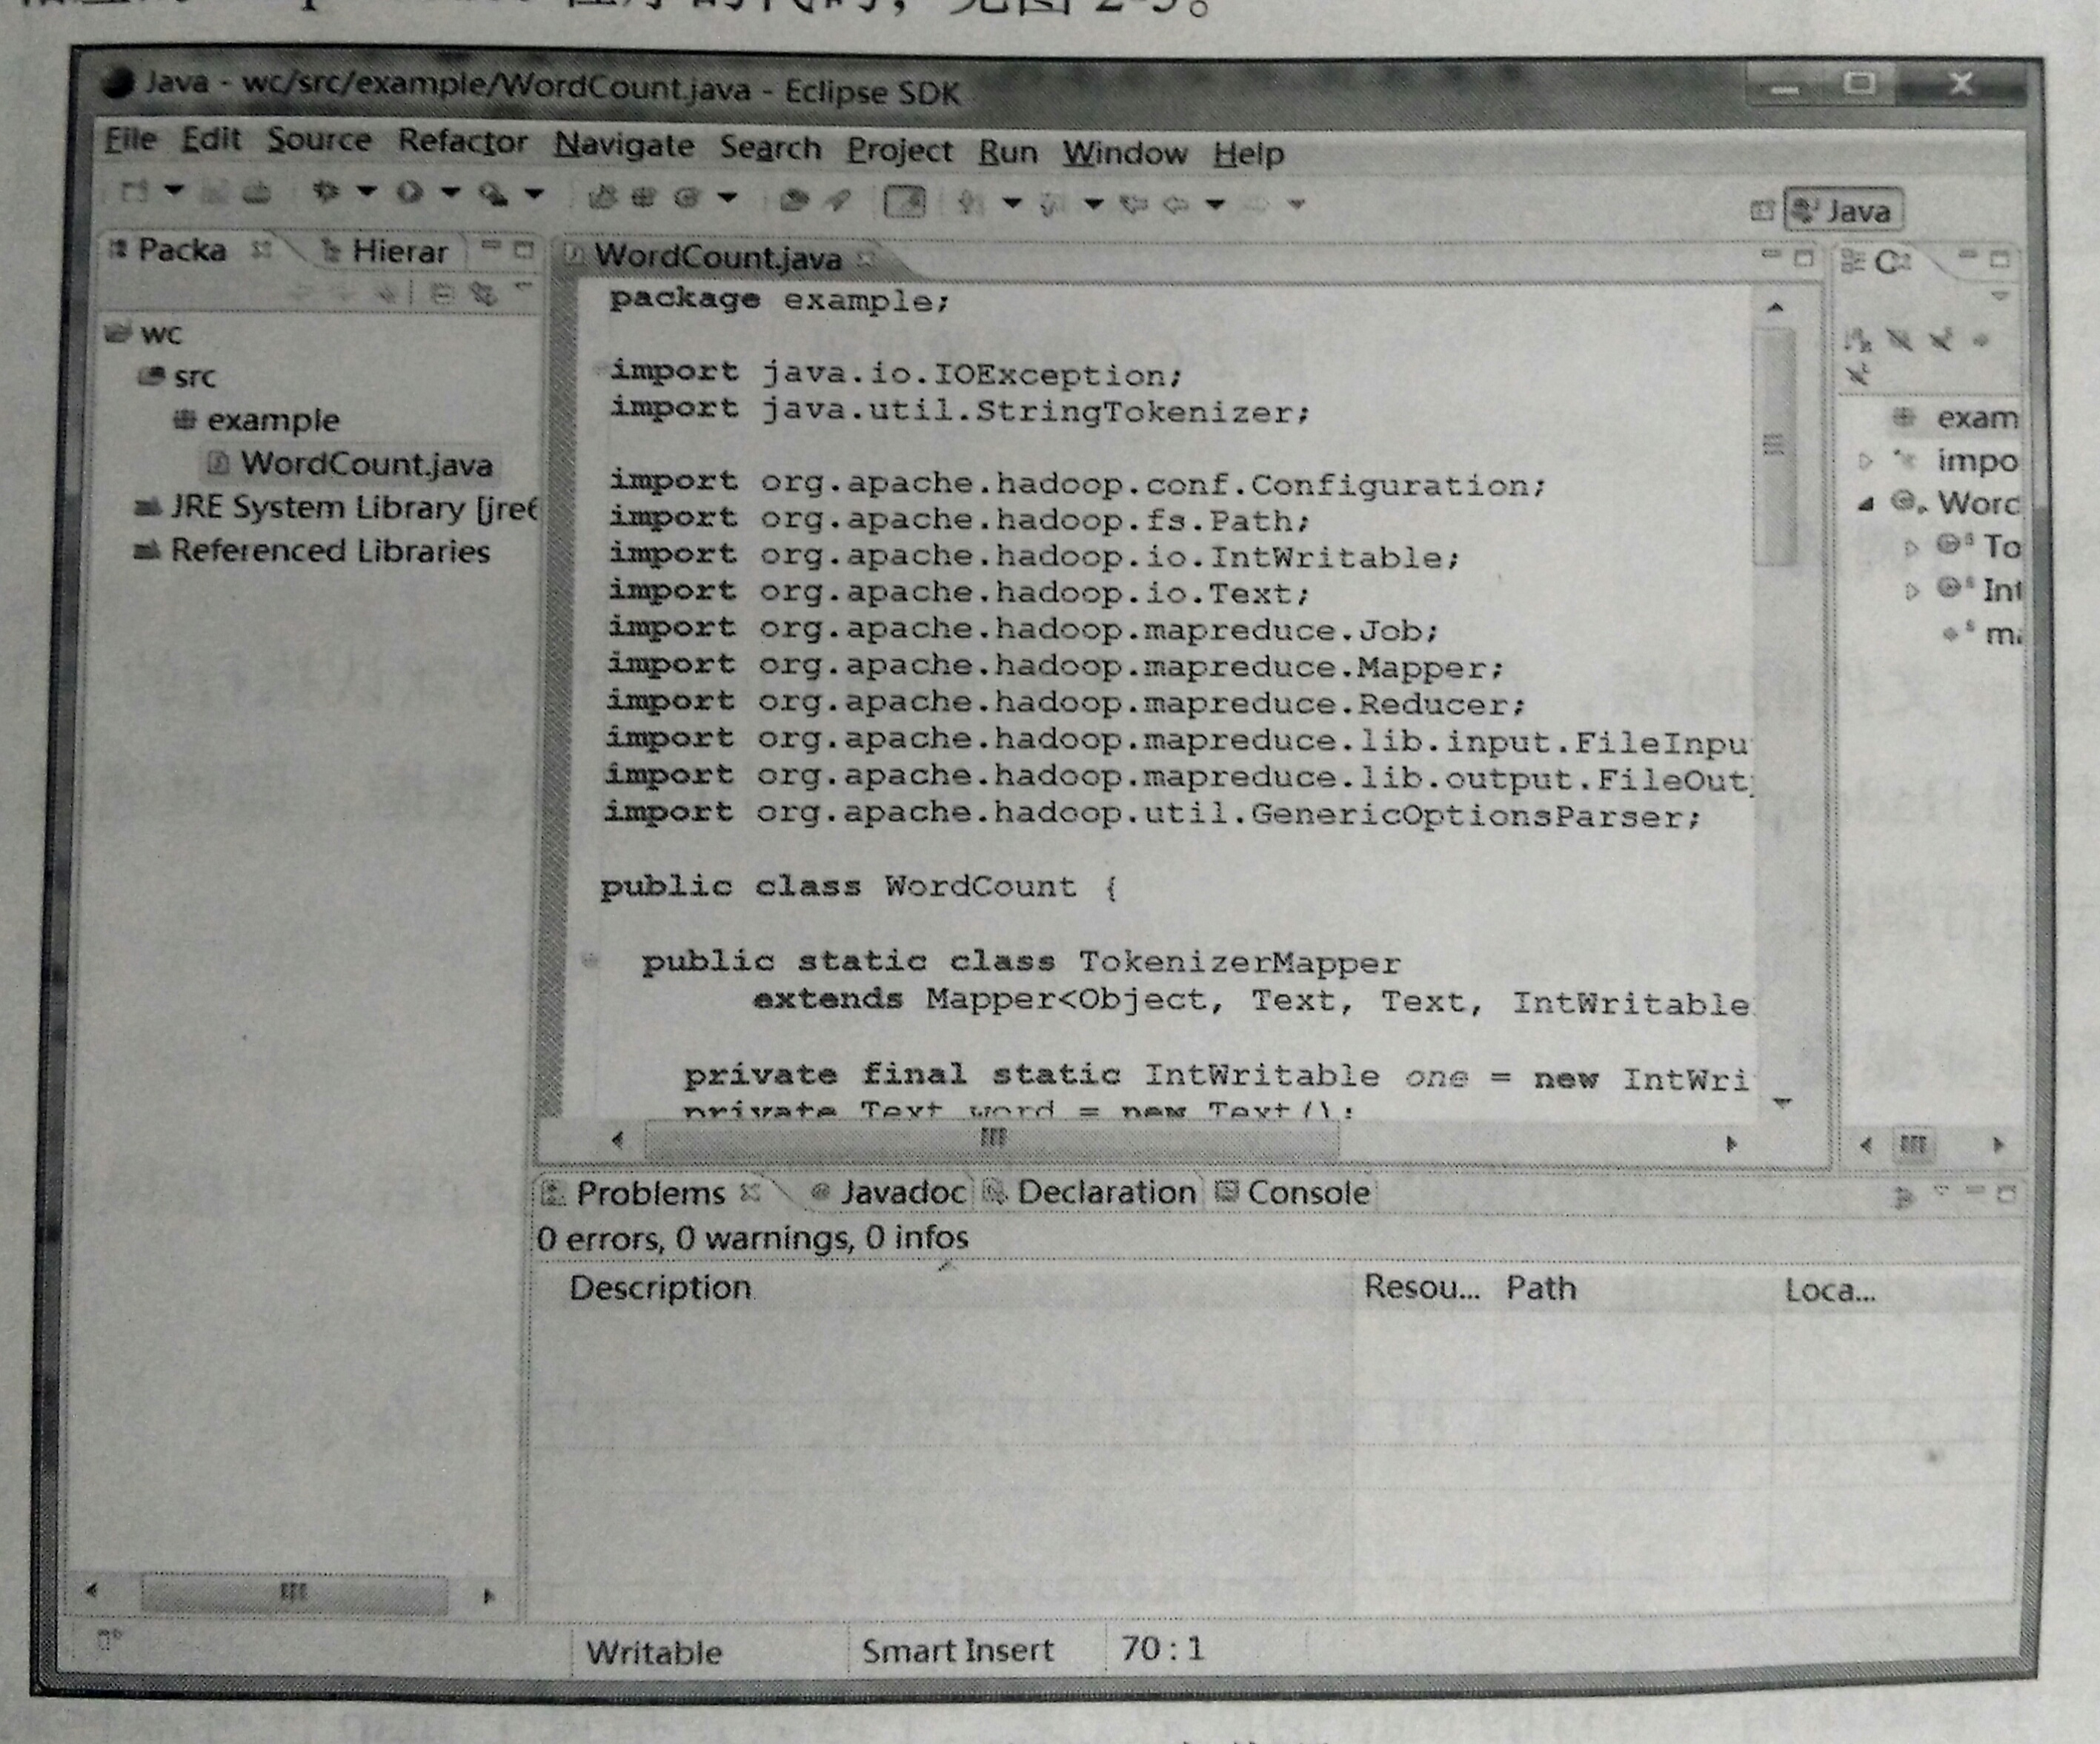 程序的代码，见图 2-5。
Java - wc/src/example/WordCount.java - Eclipse SDK
File Edit Source Refactor Navigate Search Project Run Window Help
Java
Packa Hierar
WordCount.java
wc
src
example
WordCount.java
JRE System Library [jre6
Referenced Libraries
package example;
import java.io.IOException;
import java.util.StringTokenizer;
import org.apache.hadoop.conf.Configuration;
import org.apache.hadoop.fs.Path;
import org.apache.hadoop.io.IntWritable;
import org.apache.hadoop.io.Text;
import org.apache.hadoop.mapreduce.Job;
import org.apache.hadoop.mapreduce.Mapper;
import org.apache.hadoop.mapreduce.Reducer;
import org.apache.hadoop.mapreduce.lib.input.FileInpu
import org.apache.hadoop.mapreduce.lib.output.FileOut
import org.apache.hadoop.util.GenericOptionsParser;
public class WordCount {
public static class TokenizerMapper
extends Mapper<Object, Text, Text, IntWritable
private final static IntWritable one = new IntWri
private Text word = new Text();
exam
impo
Word
To
Int
ma
Problems Javadoc Declaration Console
0 errors, 0 warnings, 0 infos
Description Resou... Path Loca...
Writable Smart Insert 70 : 1